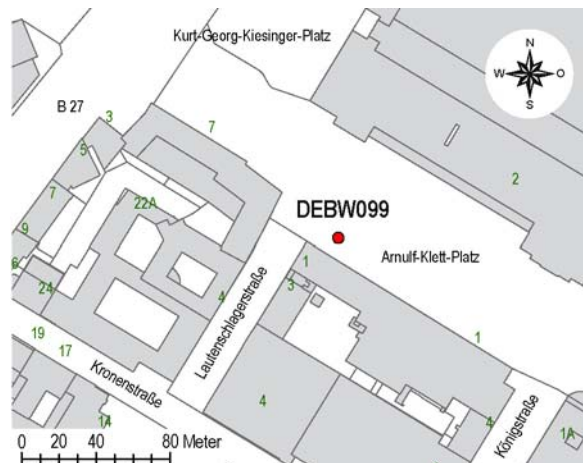 Kurt-Georg-Kiesinger-Platz
N
W O
S
B 27
3
7
5
2
7
22A
DEBW099
9
1
Arnulf-Klett-Platz
6
3
24
4
Lautenschlagerstraße
1
19
17
Kronenstraße
4
4
Königstraße
14
1A
0 20 40 80 Meter